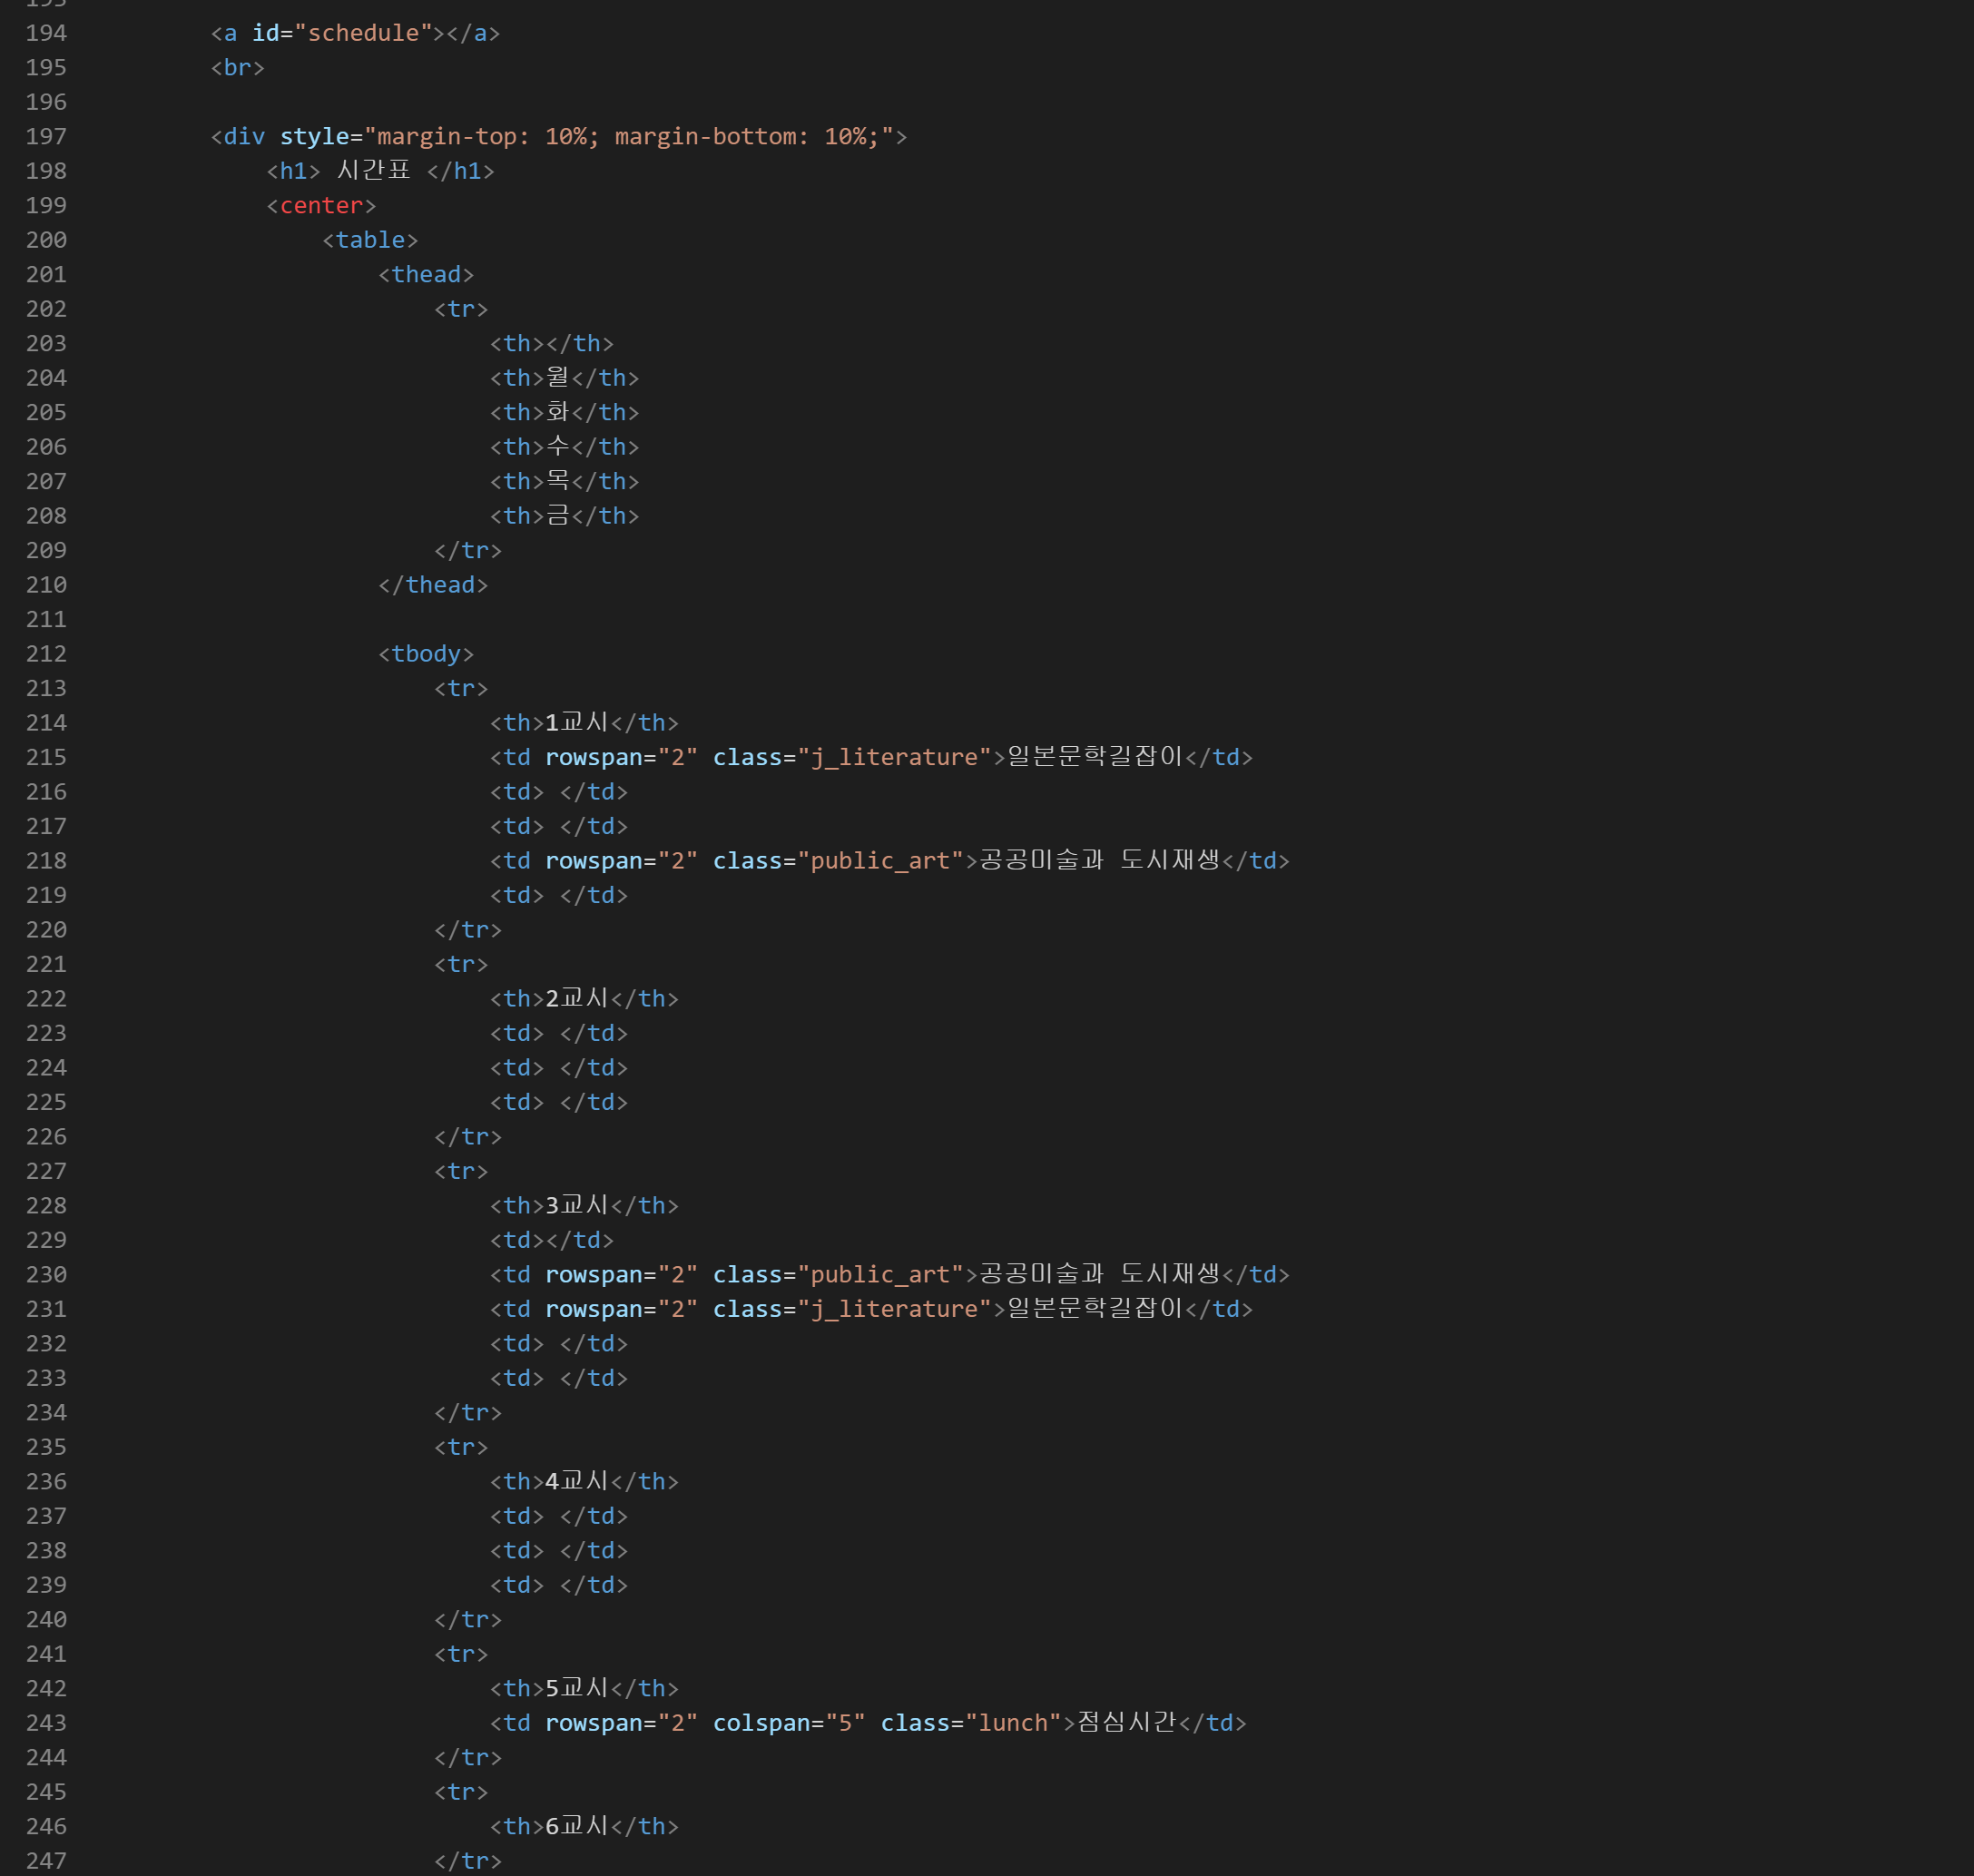 194 <a id="schedule"></a>
195 <br>
196
197 <div style="margin-top: 10%; margin-bottom: 10%;">
198 <h1> 시간표 </h1>
199 <center>
200 <table>
201 <thead>
202 <tr>
203 <th></th>
204 <th>월</th>
205 <th>화</th>
206 <th>수</th>
207 <th>목</th>
208 <th>금</th>
209 </tr>
210 </thead>
211
212 <tbody>
213 <tr>
214 <th>1교시</th>
215 <td rowspan="2" class="j_literature">일본문학길잡이</td>
216 <td> </td>
217 <td> </td>
218 <td rowspan="2" class="public_art">공공미술과 도시재생</td>
219 <td> </td>
220 </tr>
221 <tr>
222 <th>2교시</th>
223 <td> </td>
224 <td> </td>
225 <td> </td>
226 </tr>
227 <tr>
228 <th>3교시</th>
229 <td></td>
230 <td rowspan="2" class="public_art">공공미술과 도시재생</td>
231 <td rowspan="2" class="j_literature">일본문학길잡이</td>
232 <td> </td>
233 <td> </td>
234 </tr>
235 <tr>
236 <th>4교시</th>
237 <td> </td>
238 <td> </td>
239 <td> </td>
240 </tr>
241 <tr>
242 <th>5교시</th>
243 <td rowspan="2" colspan="5" class="lunch">점심시간</td>
244 </tr>
245 <tr>
246 <th>6교시</th>
247 </tr>